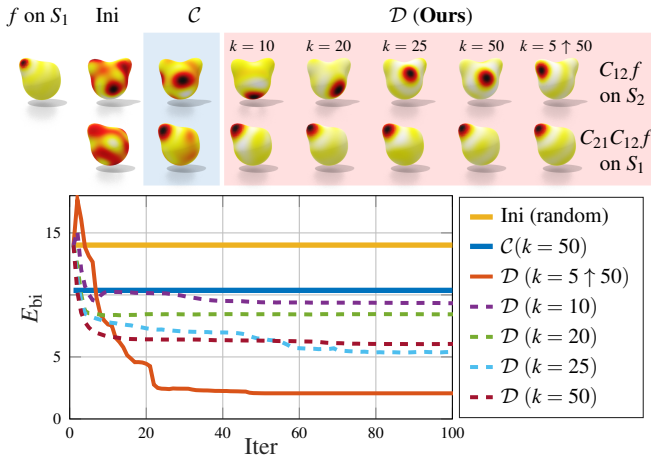 f on S₁ Ini C D (Ours)
k = 10 k = 20 k = 25 k = 50 k = 5 ↑ 50
C₁₂f
on S₂
C₂₁C₁₂f
on S₁
15
10
5
0
E_bi
0 20 40 60 80 100
Iter
Ini (random)
C(k = 50)
D (k = 5 ↑ 50)
D (k = 10)
D (k = 20)
D (k = 25)
D (k = 50)